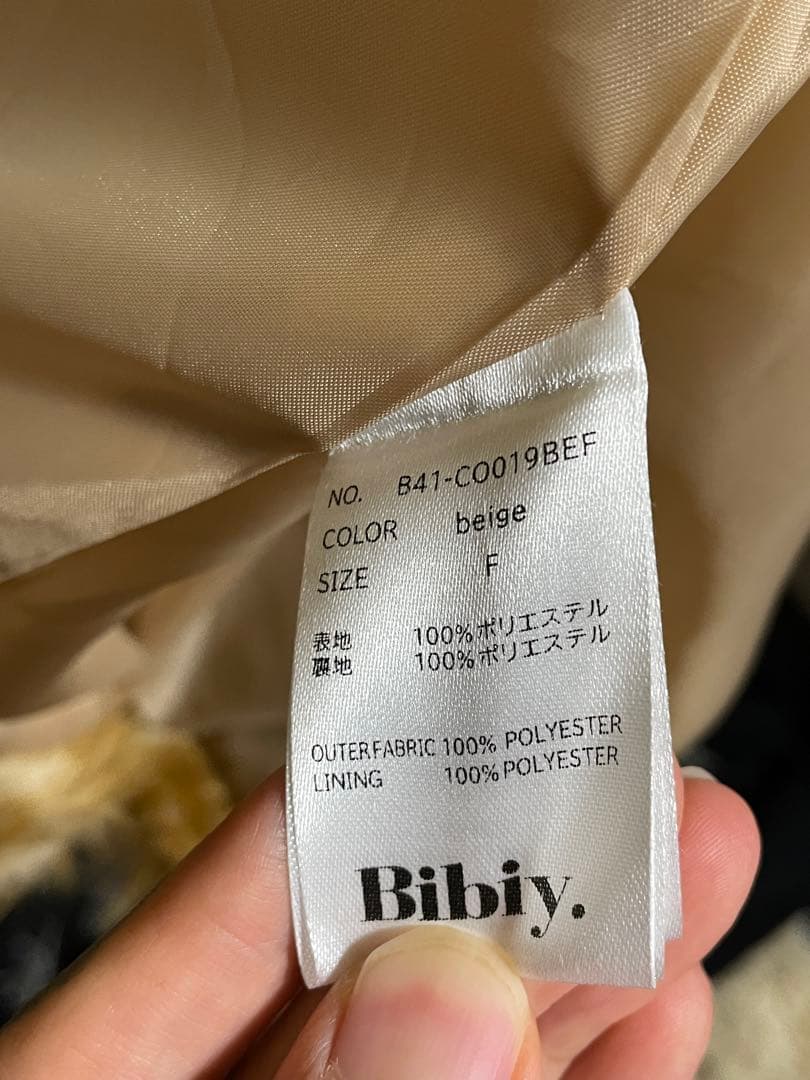 NO. B41-CO019BEF
COLOR beige
SIZE F
表地 100%ポリエステル
裏地 100%ポリエステル
OUTER FABRIC 100% POLYESTER
LINING 100% POLYESTER
Bibiy.